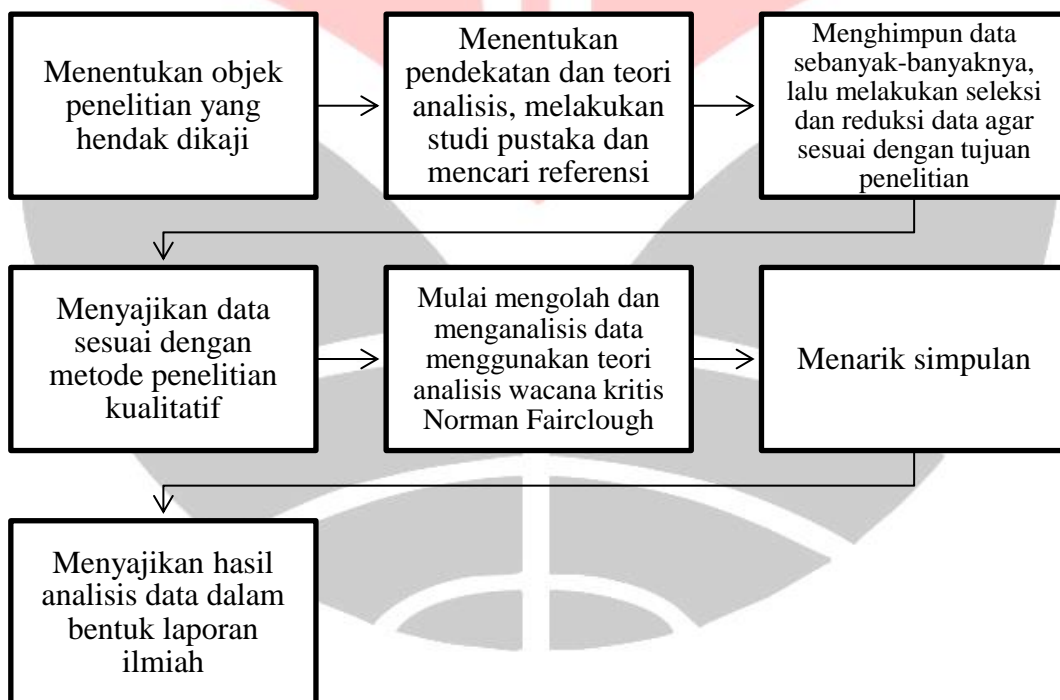 Menentukan objek
penelitian yang
hendak dikaji
Menentukan
pendekatan dan teori
analisis, melakukan
studi pustaka dan
mencari referensi
Menghimpun data
sebanyak-banyaknya,
lalu melakukan seleksi
dan reduksi data agar
sesuai dengan tujuan
penelitian
Menyajikan data
sesuai dengan
metode penelitian
kualitatif
Mulai mengolah dan
menganalisis data
menggunakan teori
analisis wacana kritis
Norman Fairclough
Menarik simpulan
Menyajikan hasil
analisis data dalam
bentuk laporan
ilmiah